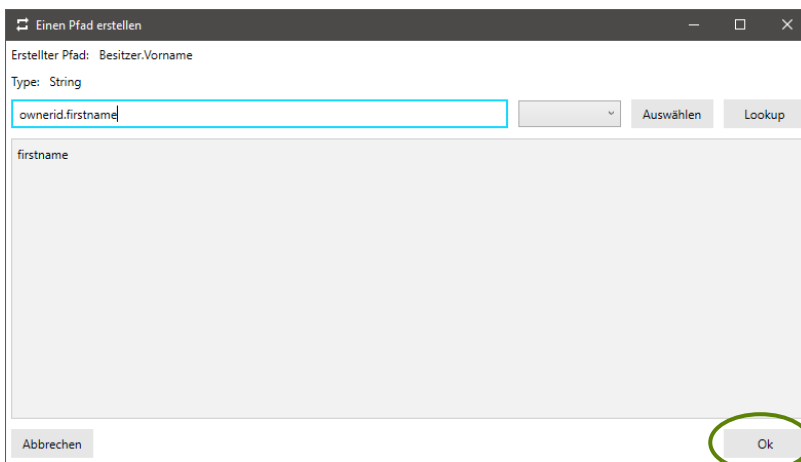 Einen Pfad erstellen
Erstellter Pfad: Besitzer.Vorname
Type: String
ownerid.firstname Auswählen Lookup
firstname
Abbrechen Ok